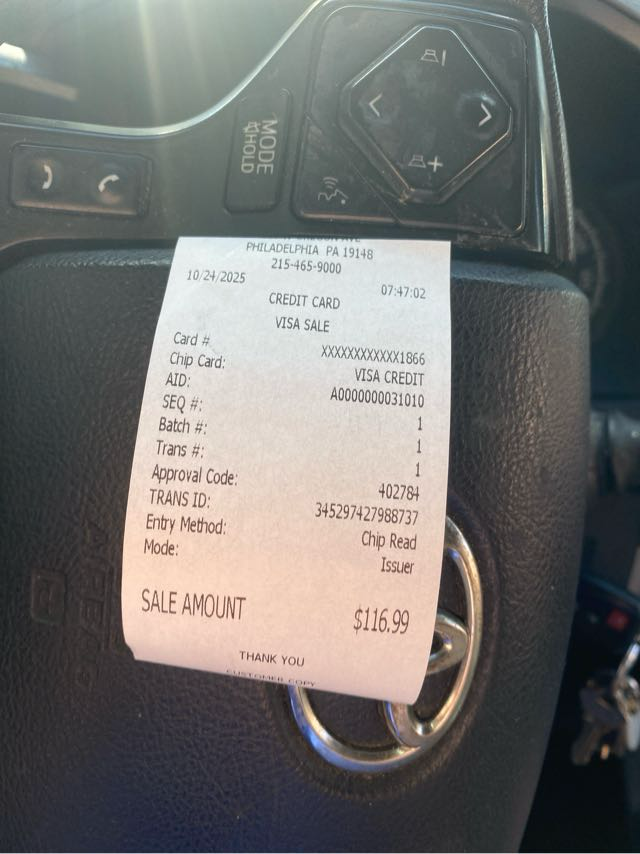 MODE
HOLD
PHILADELPHIA PA 19148
215-465-9000
10/24/2025 07:47:02
CREDIT CARD
VISA SALE
Card # XXXXXXXXXXXX1866
Chip Card: VISA CREDIT
AID: A0000000031010
SEQ #: 1
Batch #: 1
Trans #: 1
Approval Code: 402784
TRANS ID: 345297427988737
Entry Method: Chip Read
Mode: Issuer
SALE AMOUNT $116.99
THANK YOU
CUSTOMER COPY